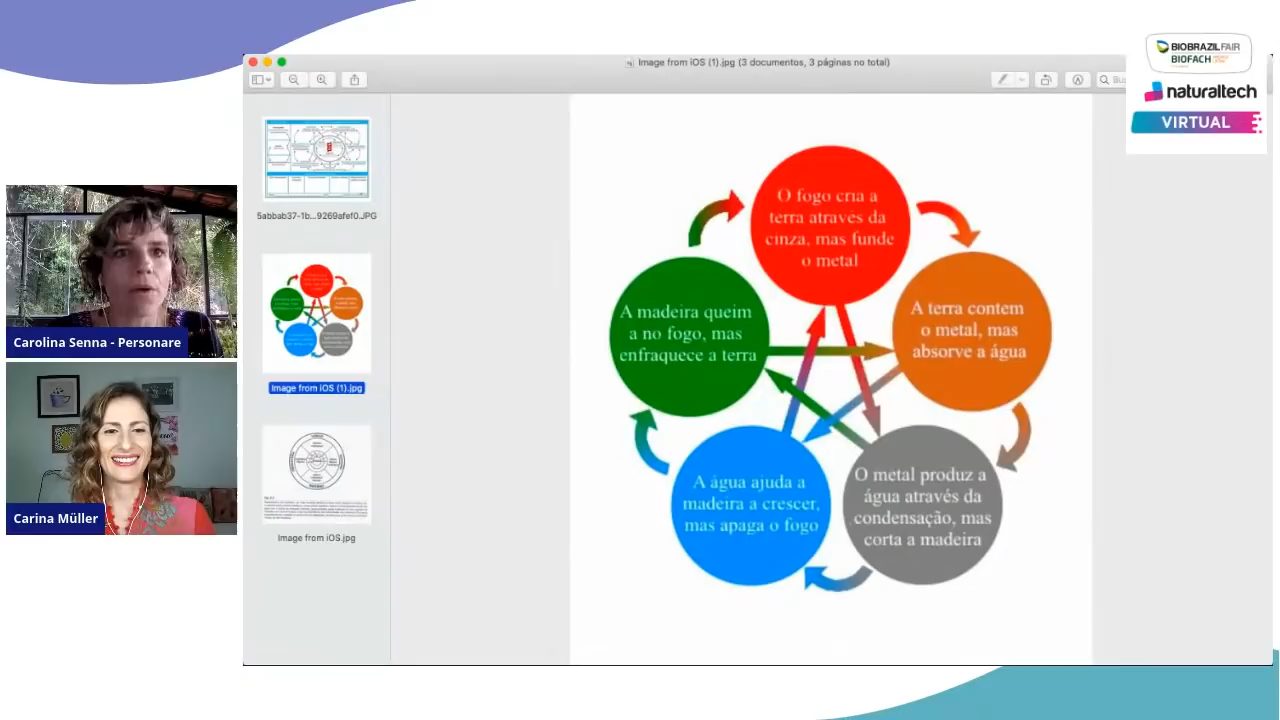 Image from iOS (1).jpg (3 documentos, 3 páginas no total)
BIOBRAZILFAIR
BIOFACH
naturaltech
VIRTUAL
Bu
5abbab37-1b...9269afef0.JPG
Image from iOS (1).jpg
Image from iOS.jpg
Carolina Senna - Personare
Carina Müller
O fogo cria a
terra através da
cinza, mas funde
o metal
A madeira queim
a no fogo, mas
enfraquece a terra
A terra contem
o metal, mas
absorve a água
A água ajuda a
madeira a crescer,
mas apaga o fogo
O metal produz a
água através da
condensação, mas
corta a madeira